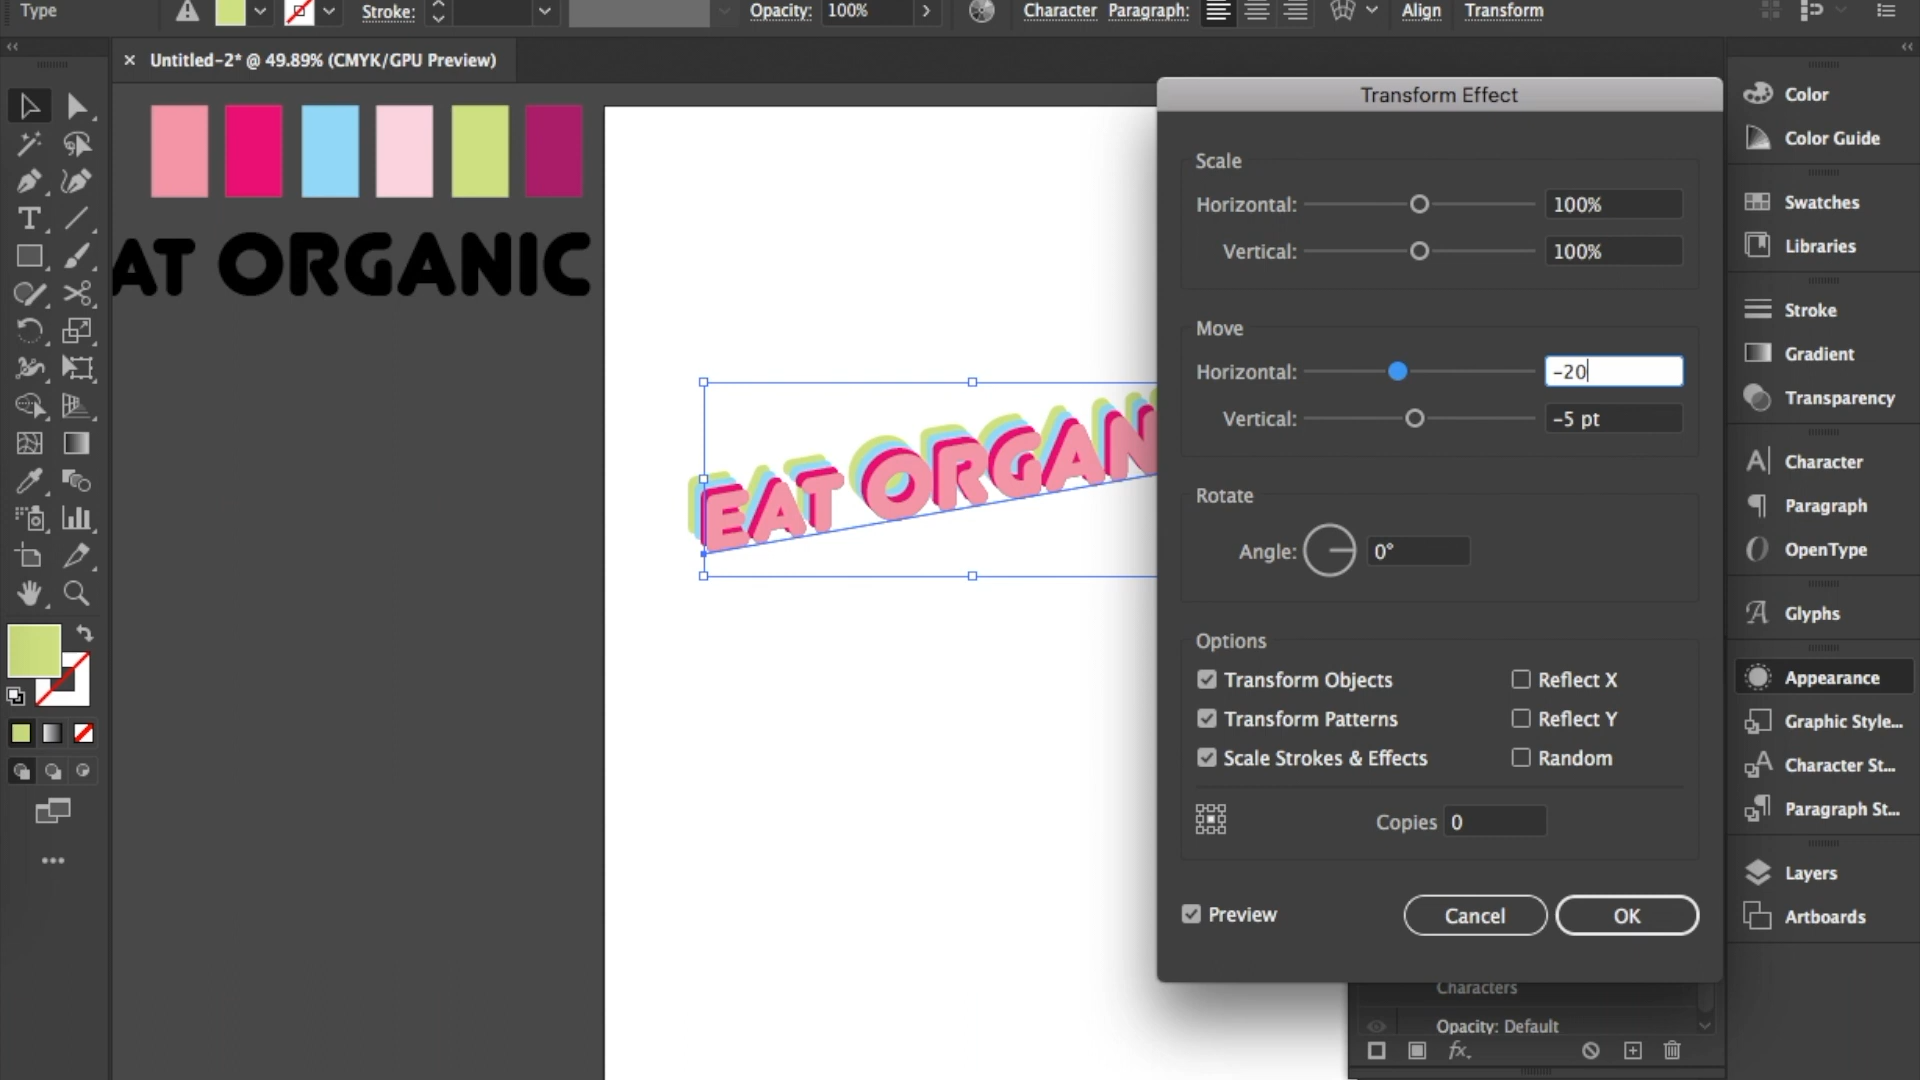 Type
Stroke:
Opacity:
100%
Character
Paragraph:
Align
Transform
× Untitled-2* @ 49.89% (CMYK/GPU Preview)
AT ORGANIC
EAT ORGAN
Transform Effect
Scale
Horizontal:
100%
Vertical:
100%
Move
Horizontal:
-20
Vertical:
-5 pt
Rotate
Angle:
0°
Options
Transform Objects
Reflect X
Transform Patterns
Reflect Y
Scale Strokes & Effects
Random
Copies
0
Preview
Cancel
OK
Characters
Opacity: Default
fx.
Color
Color Guide
Swatches
Libraries
Stroke
Gradient
Transparency
Character
Paragraph
OpenType
Glyphs
Appearance
Graphic Style...
Character St...
Paragraph St...
Layers
Artboards